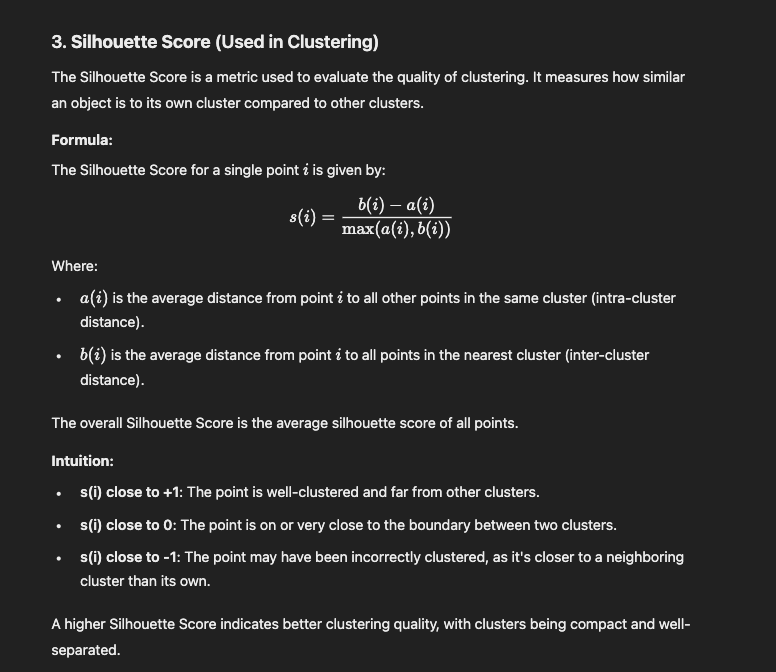 3. Silhouette Score (Used in Clustering)
The Silhouette Score is a metric used to evaluate the quality of clustering. It measures how similar
an object is to its own cluster compared to other clusters.
Formula:
The Silhouette Score for a single point i is given by:
s(i) = b(i) − a(i) / max(a(i), b(i))
Where:
• a(i) is the average distance from point i to all other points in the same cluster (intra-cluster
distance).
• b(i) is the average distance from point i to all points in the nearest cluster (inter-cluster
distance).
The overall Silhouette Score is the average silhouette score of all points.
Intuition:
• s(i) close to +1: The point is well-clustered and far from other clusters.
• s(i) close to 0: The point is on or very close to the boundary between two clusters.
• s(i) close to -1: The point may have been incorrectly clustered, as it's closer to a neighboring
cluster than its own.
A higher Silhouette Score indicates better clustering quality, with clusters being compact and well-
separated.